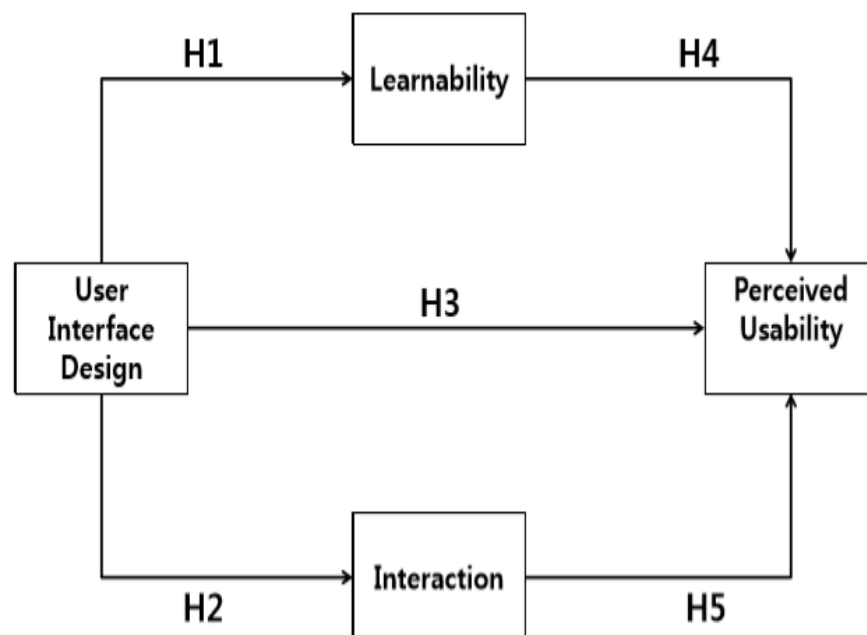 H1
Learnability
H4
User
Interface
Design
H3
Perceived
Usability
H2
Interaction
H5